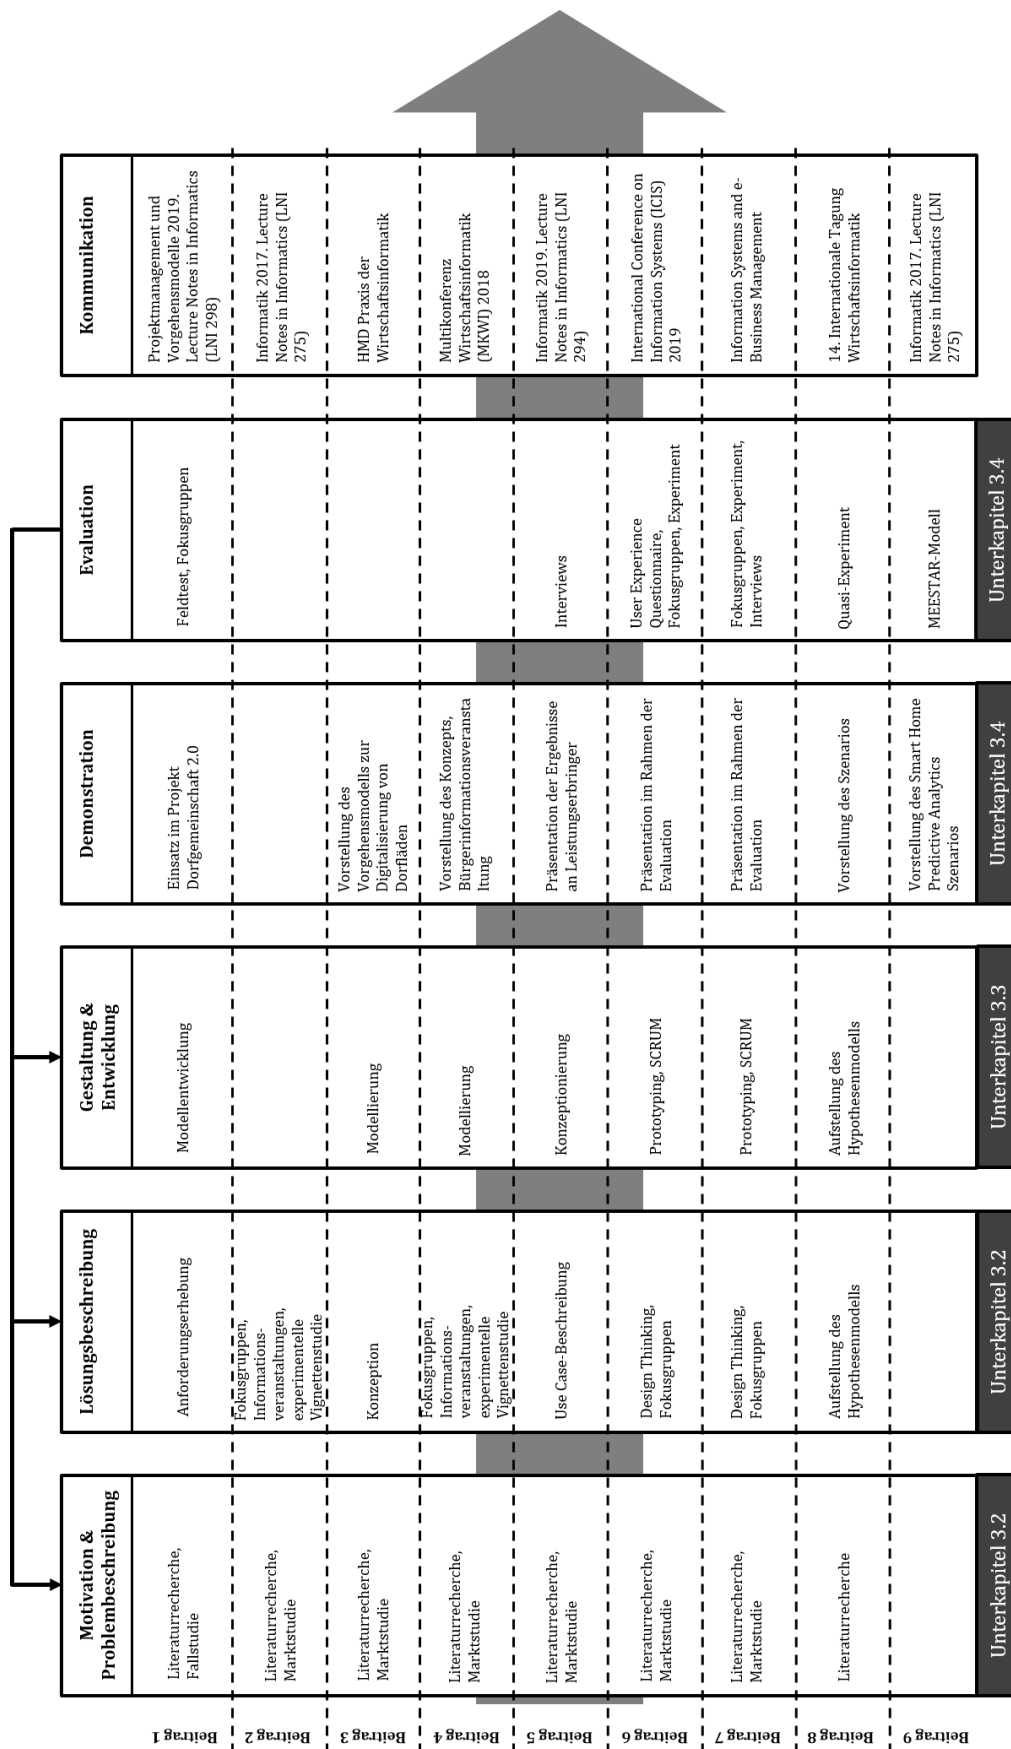 Motivation &
Problembeschreibung
Lösungsbeschreibung
Gestaltung &
Entwicklung
Demonstration
Evaluation
Kommunikation
Beitrag 1
Literaturrecherche,
Fallstudie
Anforderungserhebung
Modellentwicklung
Einsatz im Projekt
Dorfgemeinschaft 2.0
Feldtest, Fokusgruppen
Projektmanagement und
Vorgehensmodelle 2019.
Lecture Notes in Informatics
(LNI 298)
Beitrag 2
Literaturrecherche,
Marktstudie
Fokusgruppen,
Informations-
veranstaltungen,
experimentelle
Vignettenstudie
Informatik 2017. Lecture
Notes in Informatics (LNI
275)
Beitrag 3
Literaturrecherche,
Marktstudie
Konzeption
Modellierung
Vorstellung des
Vorgehensmodells zur
Digitalisierung von
Dorfläden
HMD Praxis der
Wirtschaftsinformatik
Beitrag 4
Literaturrecherche,
Marktstudie
Fokusgruppen,
Informations-
veranstaltungen,
experimentelle
Vignettenstudie
Modellierung
Vorstellung des Konzepts,
Bürgerinformationsveransta
ltung
Multikonferenz
Wirtschaftsinformatik
(MKWI) 2018
Beitrag 5
Literaturrecherche,
Marktstudie
Use Case-Beschreibung
Konzeptionierung
Präsentation der Ergebnisse
an Leistungserbringer
Interviews
Informatik 2019. Lecture
Notes in Informatics (LNI
294)
Beitrag 6
Literaturrecherche,
Marktstudie
Design Thinking,
Fokusgruppen
Prototyping, SCRUM
Präsentation im Rahmen der
Evaluation
User Experience
Questionnaire,
Fokusgruppen, Experiment
International Conference on
Information Systems (ICIS)
2019
Beitrag 7
Literaturrecherche,
Marktstudie
Design Thinking,
Fokusgruppen
Prototyping, SCRUM
Präsentation im Rahmen der
Evaluation
Fokusgruppen, Experiment,
Interviews
Information Systems and e-
Business Management
Beitrag 8
Literaturrecherche
Aufstellung des
Hypothesenmodells
Aufstellung des
Hypothesenmodells
Vorstellung des Szenarios
Quasi-Experiment
14. Internationale Tagung
Wirtschaftsinformatik
Beitrag 9
Vorstellung des Smart Home
Predictive Analytics
Szenarios
MEESTAR-Modell
Informatik 2017. Lecture
Notes in Informatics (LNI
275)
Unterkapitel 3.2
Unterkapitel 3.2
Unterkapitel 3.3
Unterkapitel 3.4
Unterkapitel 3.4